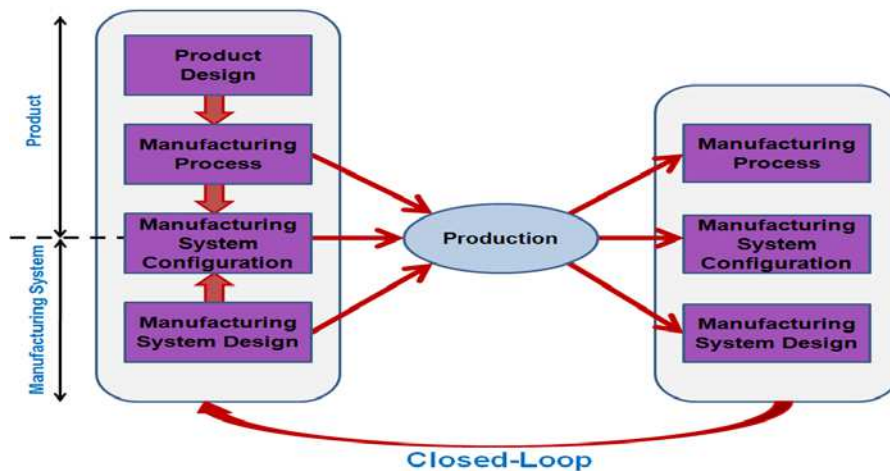 Product
Manufacturing System
Product
Design
Manufacturing
Process
Manufacturing
System
Configuration
Manufacturing
System Design
Production
Manufacturing
Process
Manufacturing
System
Configuration
Manufacturing
System Design
Closed-Loop